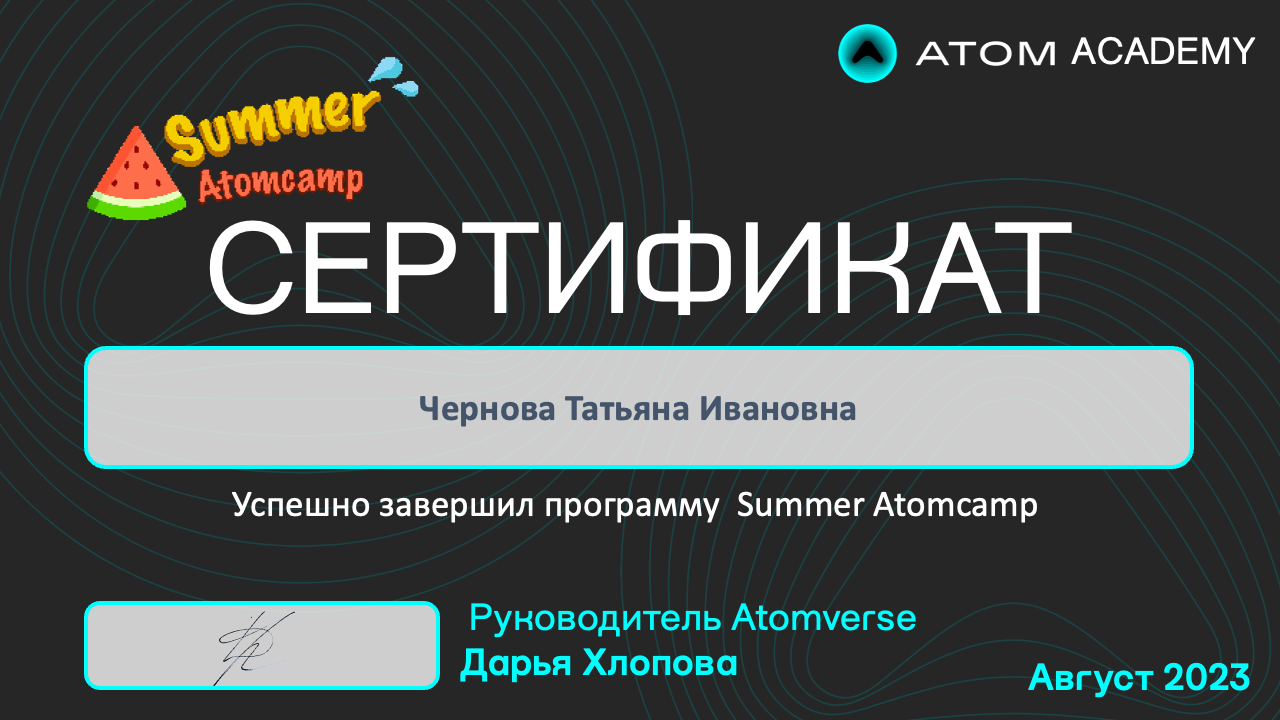 ATOM ACADEMY
Summer
Atomcamp
СЕРТИФИКАТ
Чернова Татьяна Ивановна
Успешно завершил программу Summer Atomcamp
Руководитель Atomverse
Дарья Хлопова
Август 2023